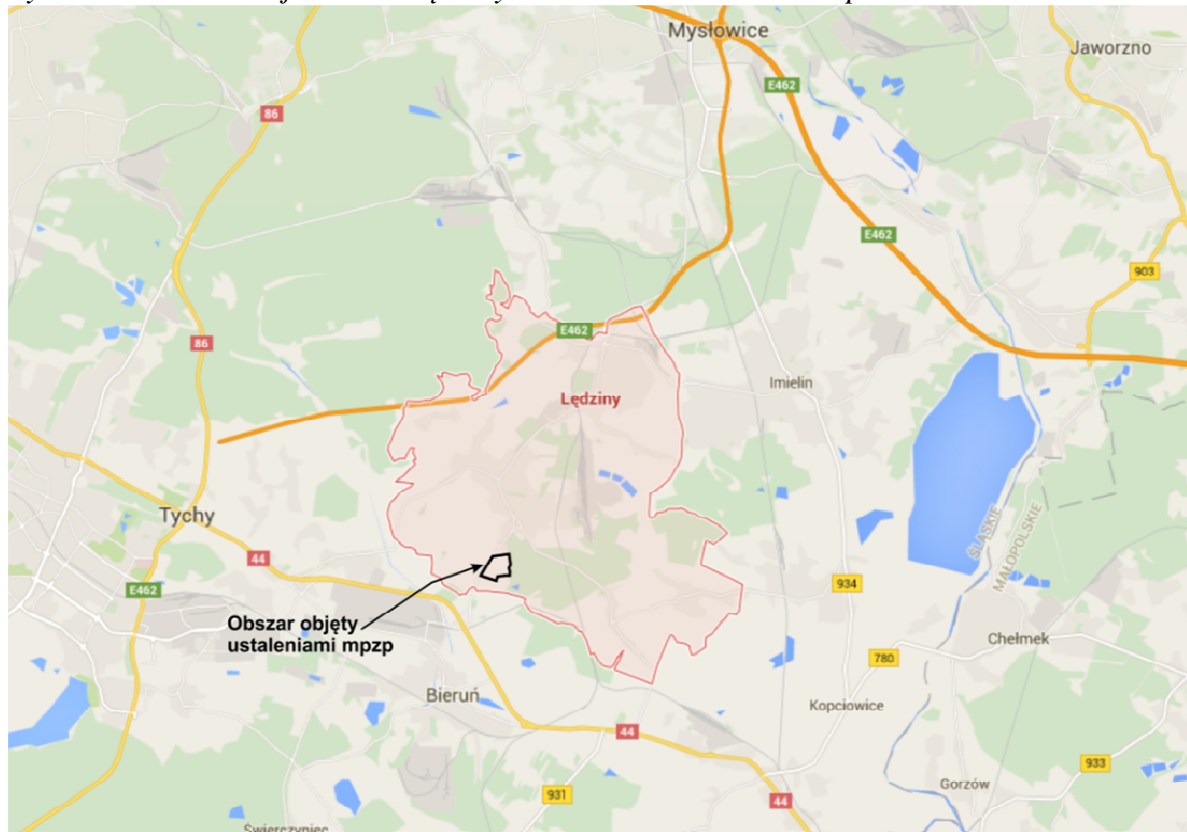 Mysłowice
Jaworzno
E462
86
E462
903
86
E462
Lędziny
Imielin
Tychy
44
E462
ŚLĄSKIE
MAŁOPOLSKIE
934
Obszar objęty
ustaleniami mpzp
Chełmek
780
Bieruń
Kopciowice
44
933
931
44
Gorzów